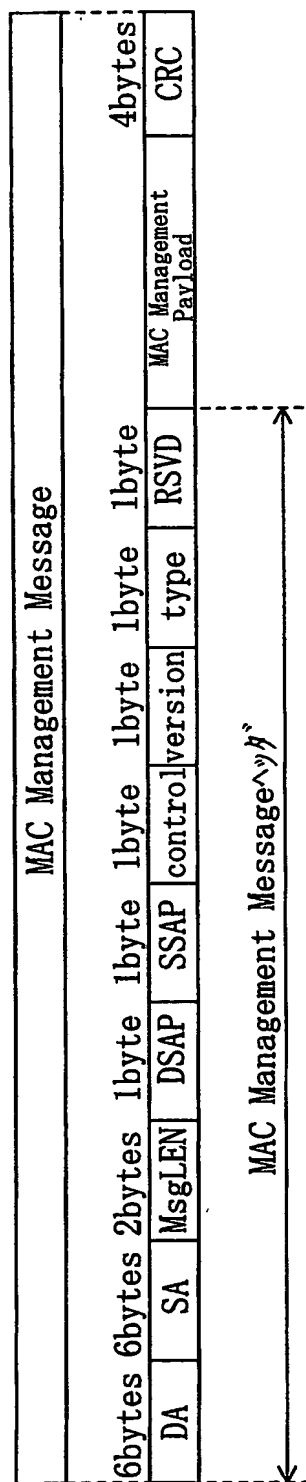 MAC Management Message
6bytes 6bytes 2bytes 1byte 1byte 1byte 1byte 1byte 1byte 4bytes
DA SA MsgLEN DSAP SSAP control version type RSVD MAC Management Payload CRC
MAC Management Messageヘッダ